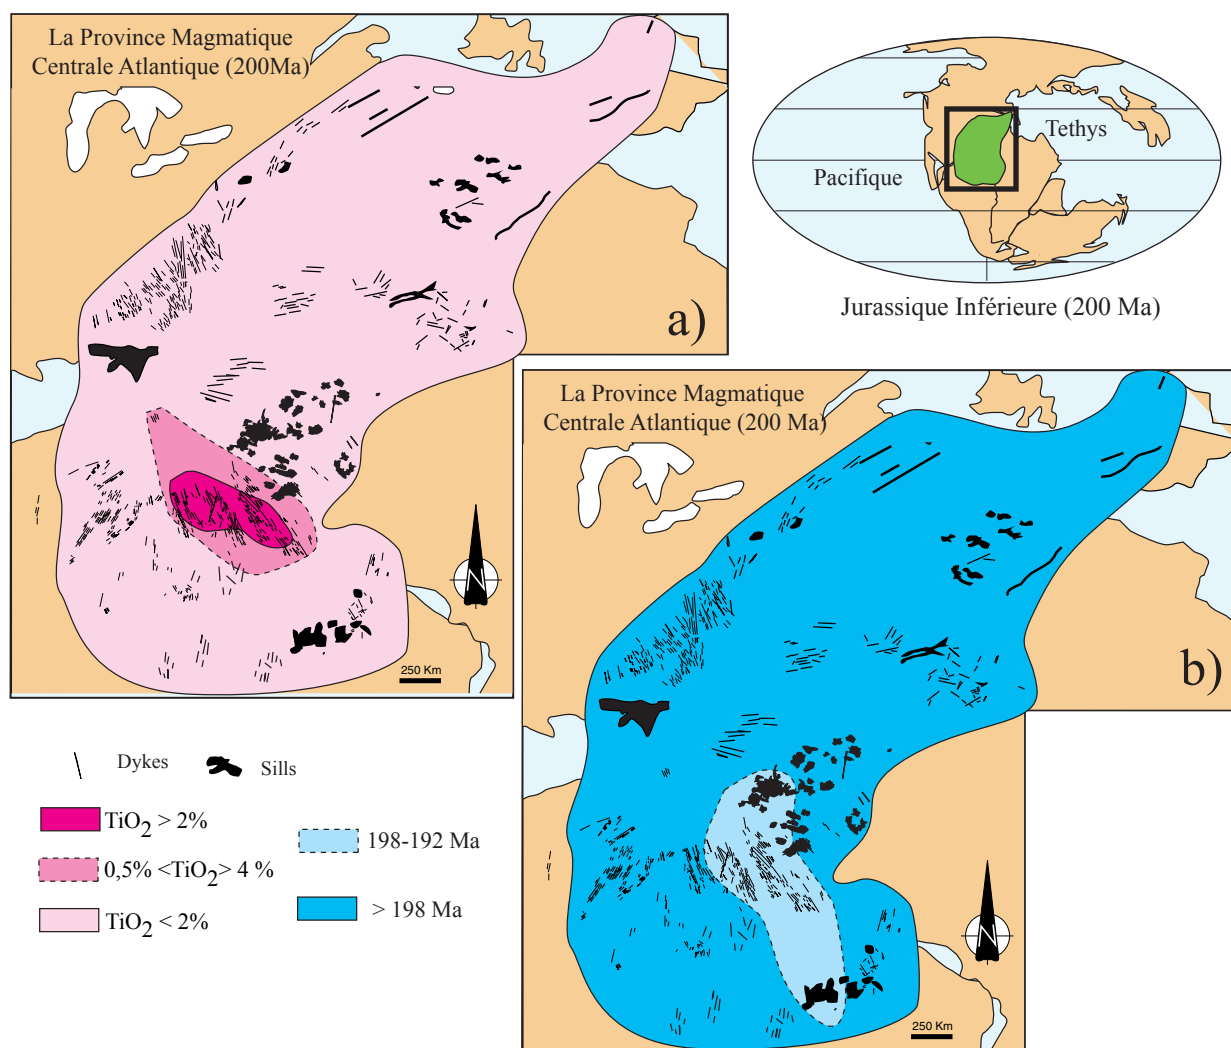 La Province Magmatique
Centrale Atlantique (200Ma)
a)
N
250 Km
Tethys
Pacifique
Jurassique Inférieure (200 Ma)
La Province Magmatique
Centrale Atlantique (200 Ma)
b)
N
250 Km
Dykes
Sills
TiO2 > 2%
0,5% <TiO2> 4 %
TiO2 < 2%
198-192 Ma
> 198 Ma